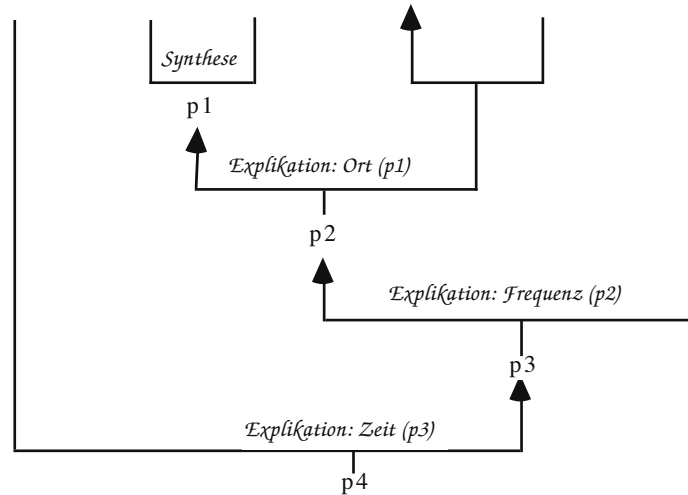 Synthese
p1
Explikation: Ort (p1)
p2
Explikation: Frequenz (p2)
p3
Explikation: Zeit (p3)
p4